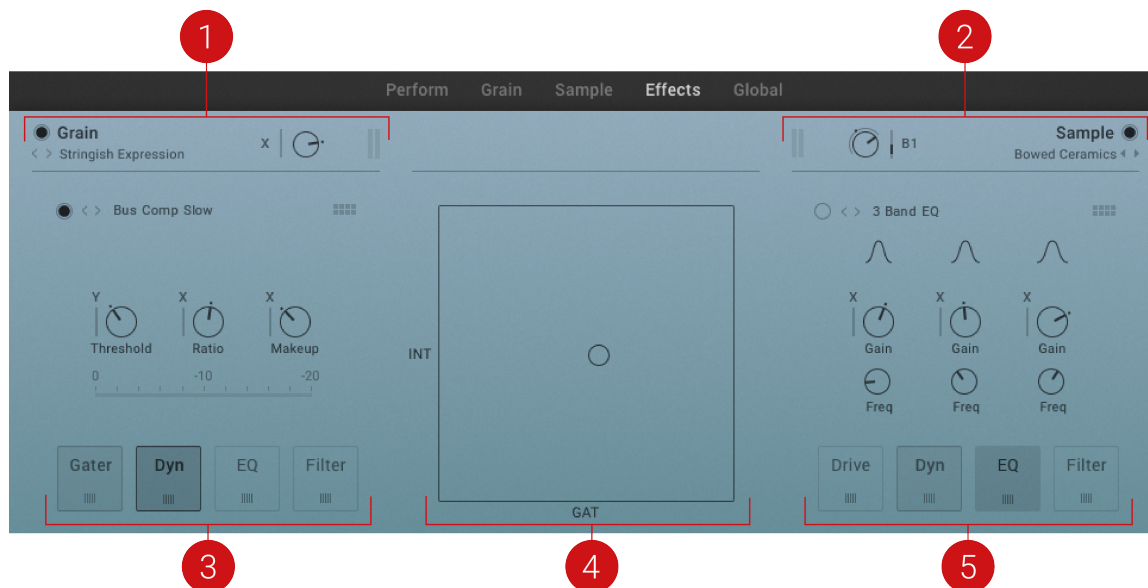 1
2
Perform Grain Sample Effects Global
Grain
< > Stringish Expression
X
B1
Sample
Bowed Ceramics
< > Bus Comp Slow
< > 3 Band EQ
Y X X
Threshold Ratio Makeup
0 -10 -20
X X X
Gain Gain Gain
Freq Freq Freq
INT
GAT
Gater Dyn EQ Filter
Drive Dyn EQ Filter
3
4
5